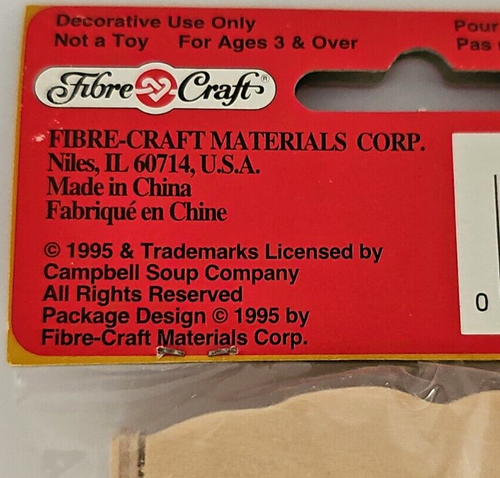 Decorative Use Only
Not a Toy For Ages 3 & Over
Pour
Pas
Fibre Craft®
FIBRE-CRAFT MATERIALS CORP.
Niles, IL 60714, U.S.A.
Made in China
Fabriqué en Chine
© 1995 & Trademarks Licensed by
Campbell Soup Company
All Rights Reserved
Package Design © 1995 by
Fibre-Craft Materials Corp.
0